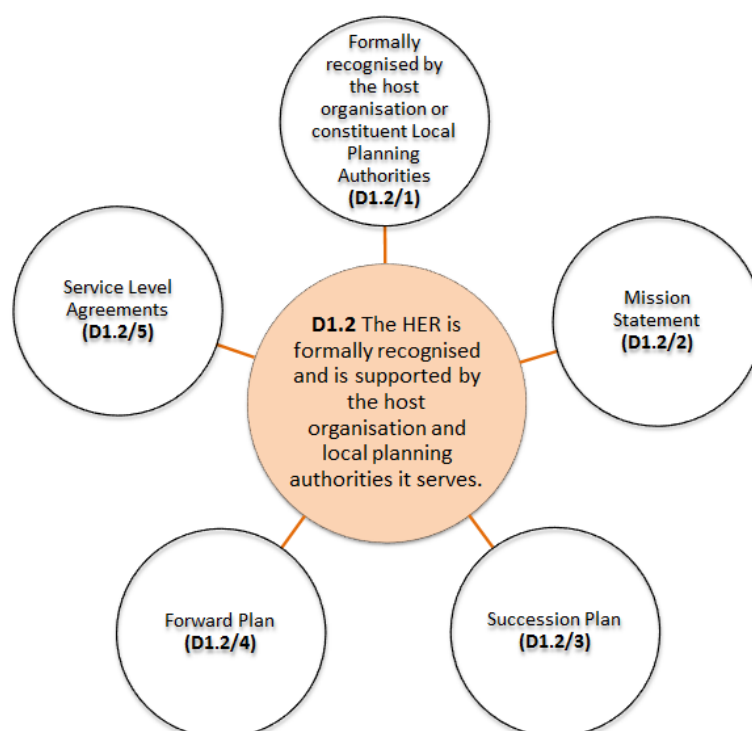 Formally
recognised by
the host
organisation or
constituent Local
Planning
Authorities
(D1.2/1)
Mission
Statement
(D1.2/2)
Succession Plan
(D1.2/3)
Forward Plan
(D1.2/4)
Service Level
Agreements
(D1.2/5)
D1.2 The HER is
formally recognised
and is supported by
the host
organisation and
local planning
authorities it serves.